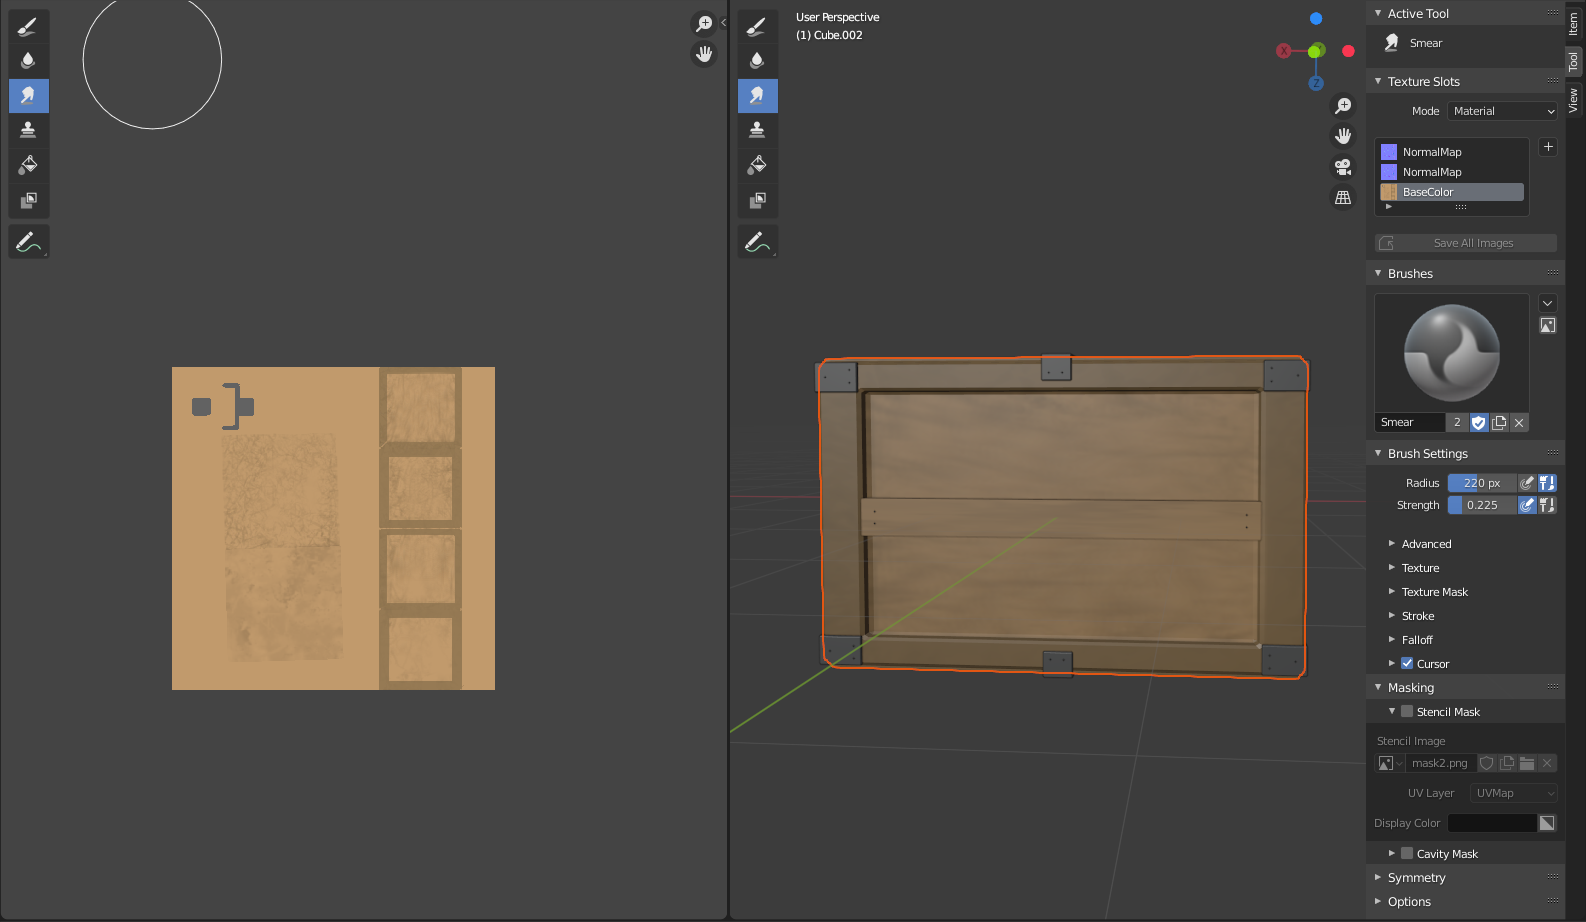 User Perspective
(1) Cube.002
X
Z
Active Tool
Smear
Texture Slots
Mode Material
NormalMap
NormalMap
BaseColor
Save All Images
Brushes
Smear 2
Brush Settings
Radius 220 px
Strength 0.225
Advanced
Texture
Texture Mask
Stroke
Falloff
Cursor
Masking
Stencil Mask
Stencil Image
mask2.png
UV Layer UVMap
Display Color
Cavity Mask
Symmetry
Options
Item
Tool
View